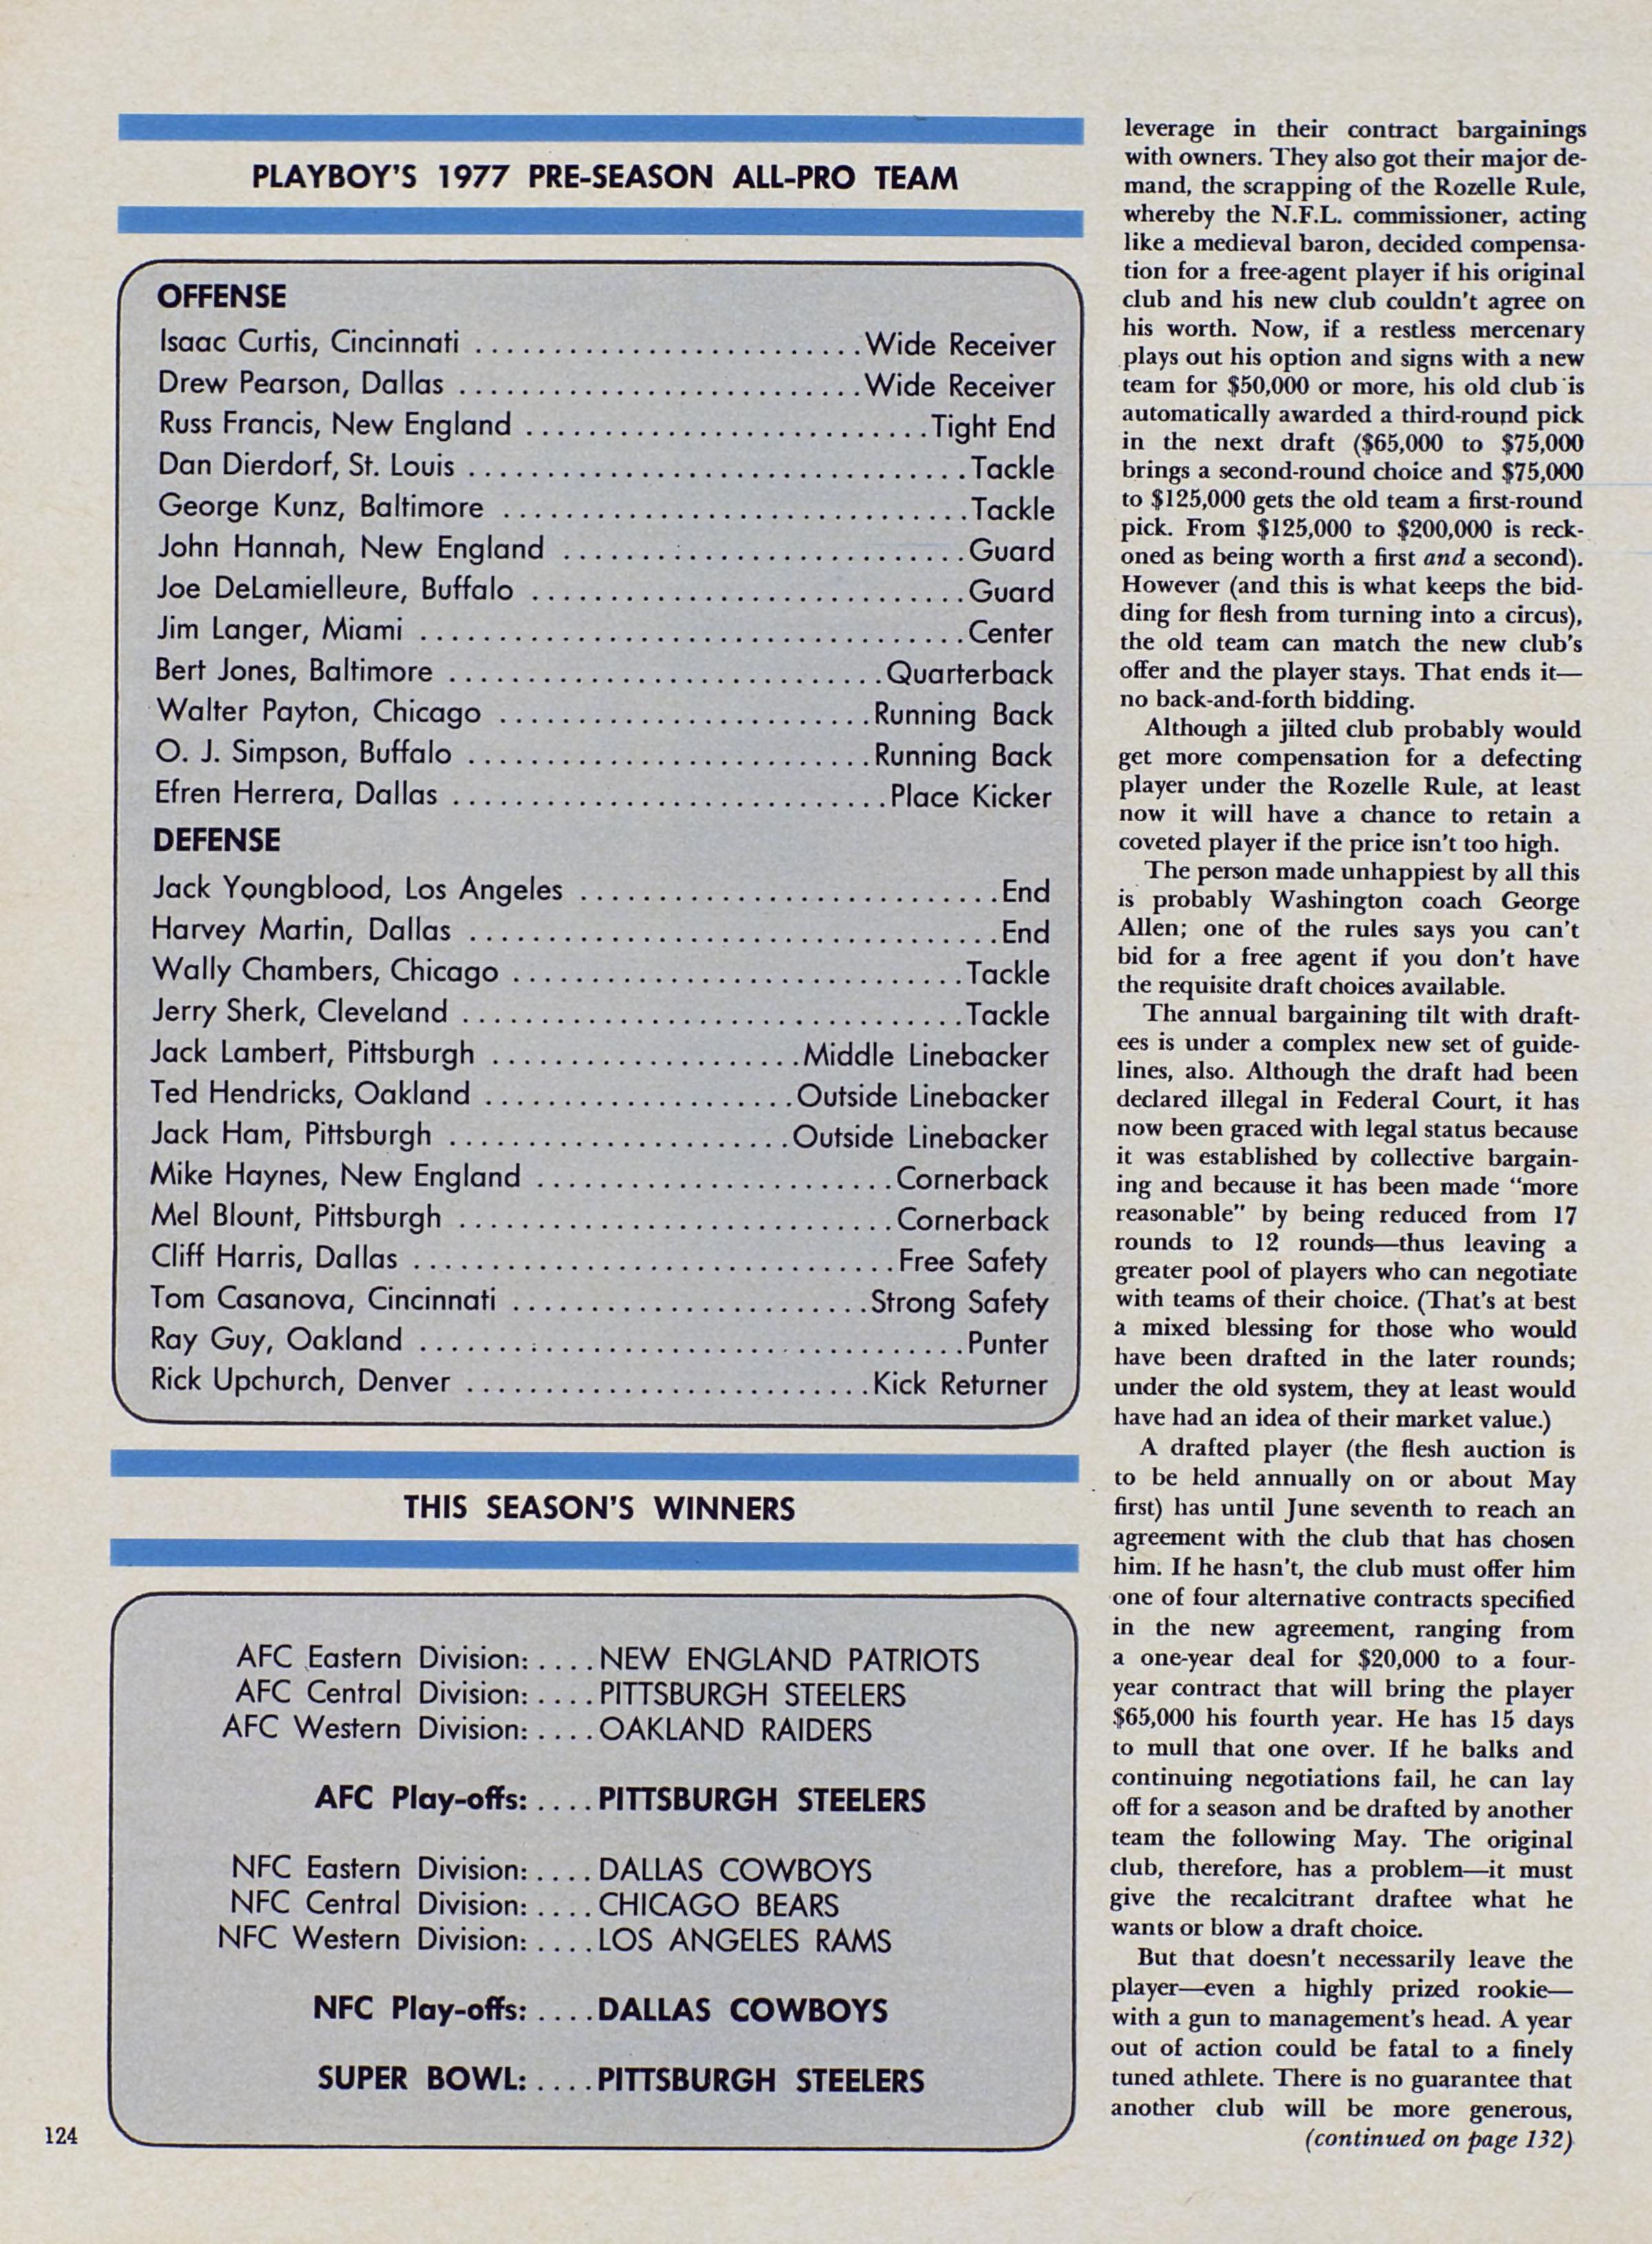 PLAYBOY'S 1977 PRE-SEASON ALL-PRO TEAM
OFFENSE
Isaac Curtis, Cincinnati ......................... Wide Receiver
Drew Pearson, Dallas .......................... Wide Receiver
Russ Francis, New England .......................... Tight End
Dan Dierdorf, St. Louis ................................ Tackle
George Kunz, Baltimore .............................. Tackle
John Hannah, New England .......................... Guard
Joe DeLamielleure, Buffalo ............................ Guard
Jim Langer, Miami ................................... Center
Bert Jones, Baltimore ............................ Quarterback
Walter Payton, Chicago ........................ Running Back
O. J. Simpson, Buffalo .......................... Running Back
Efren Herrera, Dallas ............................ Place Kicker
DEFENSE
Jack Youngblood, Los Angeles ........................... End
Harvey Martin, Dallas .................................. End
Wally Chambers, Chicago ............................. Tackle
Jerry Sherk, Cleveland ................................ Tackle
Jack Lambert, Pittsburgh .................... Middle Linebacker
Ted Hendricks, Oakland .................... Outside Linebacker
Jack Ham, Pittsburgh ...................... Outside Linebacker
Mike Haynes, New England ....................... Cornerback
Mel Blount, Pittsburgh ............................ Cornerback
Cliff Harris, Dallas ............................... Free Safety
Tom Casanova, Cincinnati ....................... Strong Safety
Ray Guy, Oakland ................................... Punter
Rick Upchurch, Denver .......................... Kick Returner
THIS SEASON'S WINNERS
AFC Eastern Division: .... NEW ENGLAND PATRIOTS
AFC Central Division: .... PITTSBURGH STEELERS
AFC Western Division: .... OAKLAND RAIDERS
AFC Play-offs: .... PITTSBURGH STEELERS
NFC Eastern Division: .... DALLAS COWBOYS
NFC Central Division: .... CHICAGO BEARS
NFC Western Division: .... LOS ANGELES RAMS
NFC Play-offs: .... DALLAS COWBOYS
SUPER BOWL: .... PITTSBURGH STEELERS
124
leverage in their contract bargainings
with owners. They also got their major de-
mand, the scrapping of the Rozelle Rule,
whereby the N.F.L. commissioner, acting
like a medieval baron, decided compensa-
tion for a free-agent player if his original
club and his new club couldn't agree on
his worth. Now, if a restless mercenary
plays out his option and signs with a new
team for $50,000 or more, his old club is
automatically awarded a third-round pick
in the next draft ($65,000 to $75,000
brings a second-round choice and $75,000
to $125,000 gets the old team a first-round
pick. From $125,000 to $200,000 is reck-
oned as being worth a first and a second).
However (and this is what keeps the bid-
ding for flesh from turning into a circus),
the old team can match the new club's
offer and the player stays. That ends it—
no back-and-forth bidding.
Although a jilted club probably would
get more compensation for a defecting
player under the Rozelle Rule, at least
now it will have a chance to retain a
coveted player if the price isn't too high.
The person made unhappiest by all this
is probably Washington coach George
Allen; one of the rules says you can't
bid for a free agent if you don't have
the requisite draft choices available.
The annual bargaining tilt with draft-
ees is under a complex new set of guide-
lines, also. Although the draft had been
declared illegal in Federal Court, it has
now been graced with legal status because
it was established by collective bargain-
ing and because it has been made "more
reasonable" by being reduced from 17
rounds to 12 rounds—thus leaving a
greater pool of players who can negotiate
with teams of their choice. (That's at best
a mixed blessing for those who would
have been drafted in the later rounds;
under the old system, they at least would
have had an idea of their market value.)
A drafted player (the flesh auction is
to be held annually on or about May
first) has until June seventh to reach an
agreement with the club that has chosen
him. If he hasn't, the club must offer him
one of four alternative contracts specified
in the new agreement, ranging from
a one-year deal for $20,000 to a four-
year contract that will bring the player
$65,000 his fourth year. He has 15 days
to mull that one over. If he balks and
continuing negotiations fail, he can lay
off for a season and be drafted by another
team the following May. The original
club, therefore, has a problem—it must
give the recalcitrant draftee what he
wants or blow a draft choice.
But that doesn't necessarily leave the
player—even a highly prized rookie—
with a gun to management's head. A year
out of action could be fatal to a finely
tuned athlete. There is no guarantee that
another club will be more generous,
(continued on page 132)